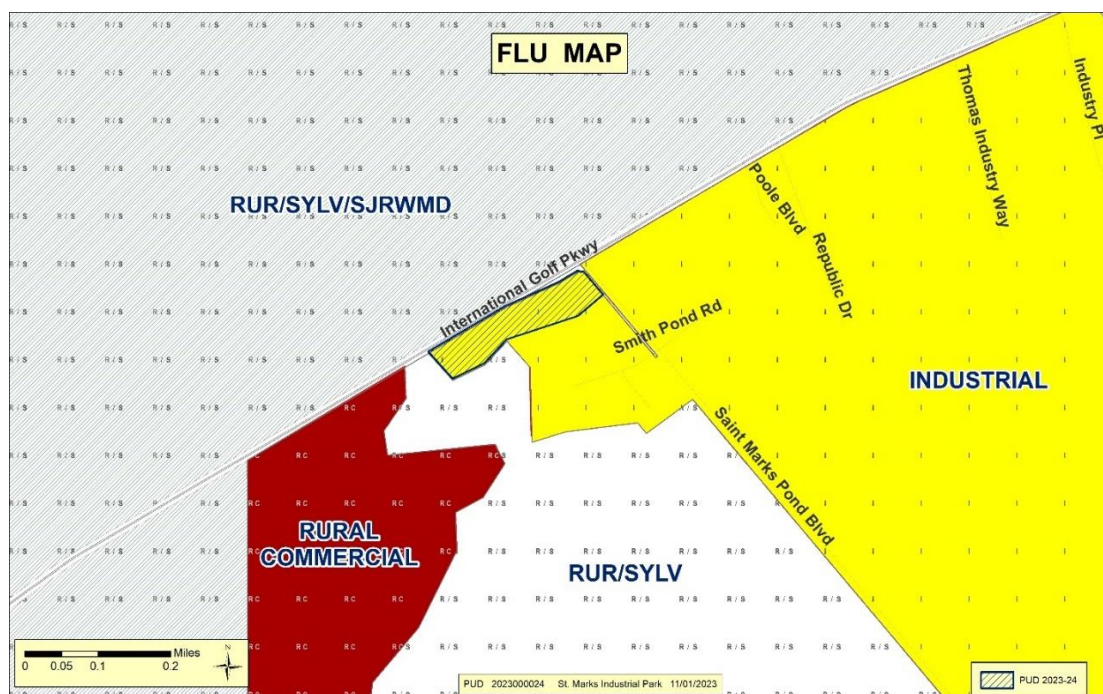 FLU MAP
RUR/SYLV/SJRWMD
International Golf Pkwy
Poole Blvd
Republic Dr
Thomas Industry Way
Industry Pl
Smith Pond Rd
INDUSTRIAL
Saint Marks Pond Blvd
RURAL
COMMERCIAL
RUR/SYLV
R / S
RC
I
Miles
0 0.05 0.1 0.2
N
PUD 2023000024 St. Marks Industrial Park 11/01/2023
PUD 2023-24